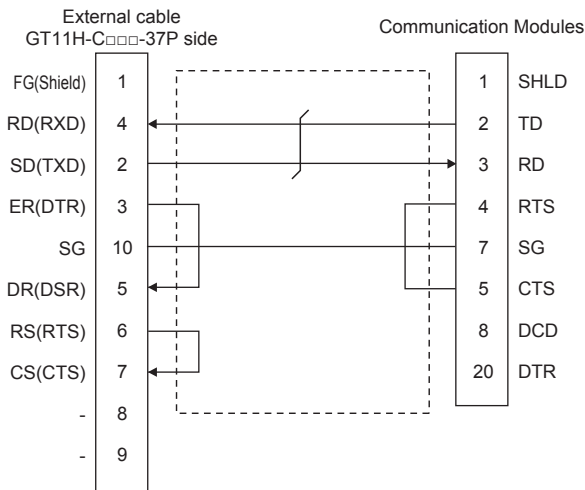 External cable
GT11H-C□□□-37P side
Communication Modules
FG(Shield) 1 1 SHLD
RD(RXD) 4 2 TD
SD(TXD) 2 3 RD
ER(DTR) 3 4 RTS
SG 10 7 SG
DR(DSR) 5 5 CTS
RS(RTS) 6 8 DCD
CS(CTS) 7 20 DTR
- 8
- 9